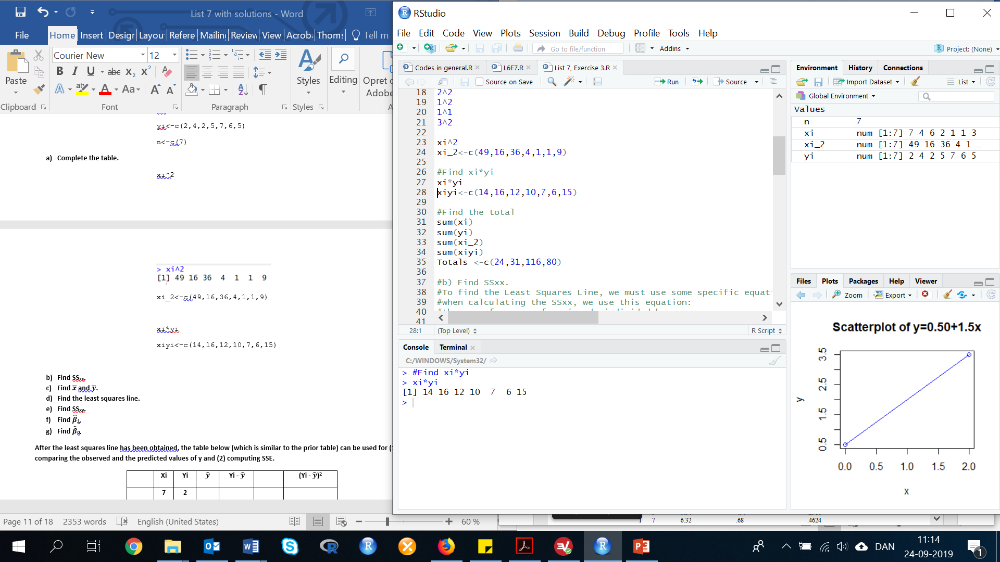 List 7 with solutions - Word
File Home Insert Design Layou Refere Mailing Review View Acroba Thoms Tell m
Courier New 12
Paste
Styles
Editing
Opret o
Adobe
Clipboard Font Paragraph Styles A
yi<-c(2,4,2,5,7,6,5)
n<-c(7)
a) Complete the table.
xi^2
> xi^2
[1] 49 16 36 4 1 1 9
xi_2<-c(49,16,36,4,1,1,9)
xi*yi
xiyi<-c(14,16,12,10,7,6,15)
b) Find SSxx.
c) Find x̅ and y̅.
d) Find the least squares line.
e) Find SSxy.
f) Find β̂1.
g) Find β̂0.
After the least squares line has been obtained, the table below (which is similar to the prior table) can be used for (
comparing the observed and the predicted values of y and (2) computing SSE.
Xi Yi ŷ Yi - ŷ (Yi - ŷ)²
7 2
Page 11 of 18 2353 words English (United States) 60 %
RStudio
File Edit Code View Plots Session Build Debug Profile Tools Help
Go to file/function Addins Project: (None)
Codes in general.R L6E7.R List 7, Exercise 3.R
Source on Save Run Source
18 2^2
19 1^2
20 1^1
21 3^2
22
23 xi^2
24 xi_2<-c(49,16,36,4,1,1,9)
25
26 #Find xi*yi
27 xi*yi
28 xiyi<-c(14,16,12,10,7,6,15)
29
30 #Find the total
31 sum(xi)
32 sum(yi)
33 sum(xi_2)
34 sum(xiyi)
35 Totals <-c(24,31,116,80)
36
37 #b) Find SSxx.
38 #To find the Least Squares Line, we must use some specific equat
39 #when calculating the SSxx, we use this equation:
40
41
28:1 (Top Level) R Script
Console Terminal
C:/WINDOWS/System32/
> #Find xi*yi
> xi*yi
[1] 14 16 12 10 7 6 15
>
Environment History Connections
Import Dataset List
Global Environment
Values
n 7
xi num [1:7] 7 4 6 2 1 1 3
xi_2 num [1:7] 49 16 36 4 1 ...
yi num [1:7] 2 4 2 5 7 6 5
Files Plots Packages Help Viewer
Zoom Export
Scatterplot of y=0.50+1.5x
y
3.5
2.5
1.5
0.5
0.0 0.5 1.0 1.5 2.0
x
1 7 6.32 .68 .4624
DAN
11:14
24-09-2019
1